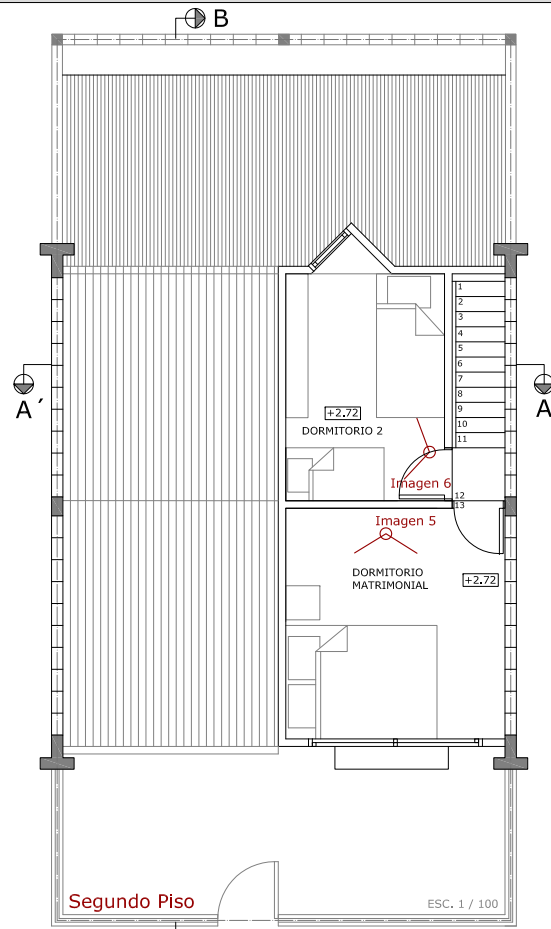 B
1
2
3
4
5
6
7
8
9
10
11
A´
A
+2.72
DORMITORIO 2
Imagen 6
12
13
Imagen 5
DORMITORIO
MATRIMONIAL
+2.72
Segundo Piso
ESC. 1 / 100